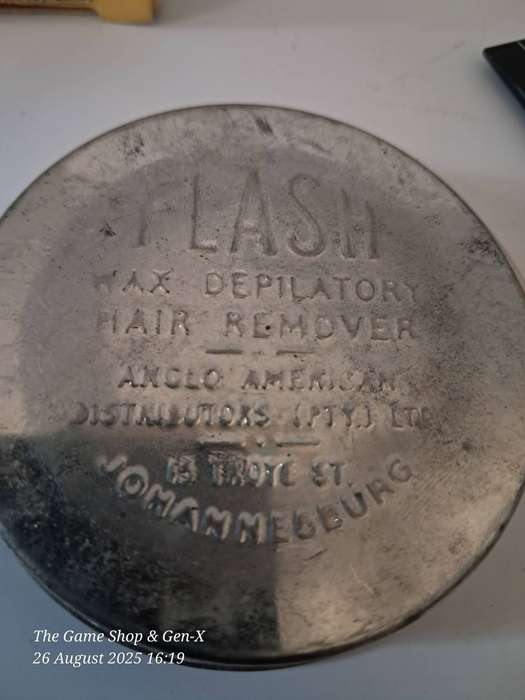 FLASH
WAX DEPILATORY
HAIR REMOVER
ANGLO AMERICAN
DISTRIBUTORS (PTY.) LTD
TROYE ST.
JOHANNESBURG
The Game Shop & Gen-X
26 August 2025 16:19